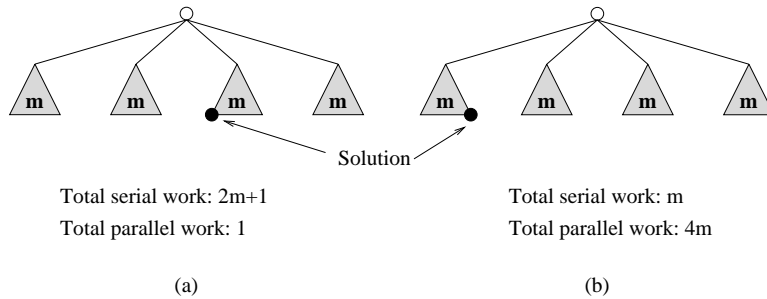 m m m m m m m m
Solution
Total serial work: 2m+1 Total serial work: m
Total parallel work: 1 Total parallel work: 4m
(a) (b)